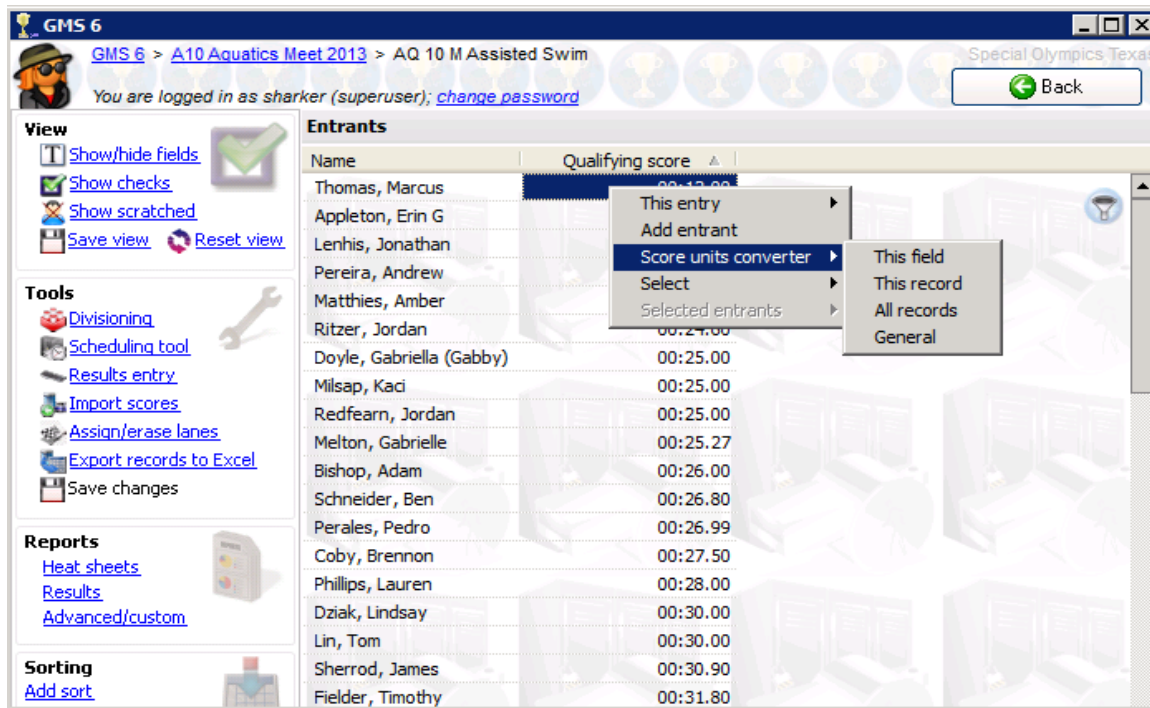 GMS 6
GMS 6 > A10 Aquatics Meet 2013 > AQ 10 M Assisted Swim
Special Olympics Texas
You are logged in as sharker (superuser); change password
Back
View
Show/hide fields
Show checks
Show scratched
Save view Reset view
Tools
Divisioning
Scheduling tool
Results entry
Import scores
Assign/erase lanes
Export records to Excel
Save changes
Reports
Heat sheets
Results
Advanced/custom
Sorting
Add sort
Entrants
Name Qualifying score
Thomas, Marcus
Appleton, Erin G
Lenhis, Jonathan
Pereira, Andrew
Matthies, Amber
Ritzer, Jordan 00:24.00
Doyle, Gabriella (Gabby) 00:25.00
Milsap, Kaci 00:25.00
Redfearn, Jordan 00:25.00
Melton, Gabrielle 00:25.27
Bishop, Adam 00:26.00
Schneider, Ben 00:26.80
Perales, Pedro 00:26.99
Coby, Brennon 00:27.50
Phillips, Lauren 00:28.00
Dziak, Lindsay 00:30.00
Lin, Tom 00:30.00
Sherrod, James 00:30.90
Fielder, Timothy 00:31.80
This entry
Add entrant
Score units converter
Select
Selected entrants
This field
This record
All records
General